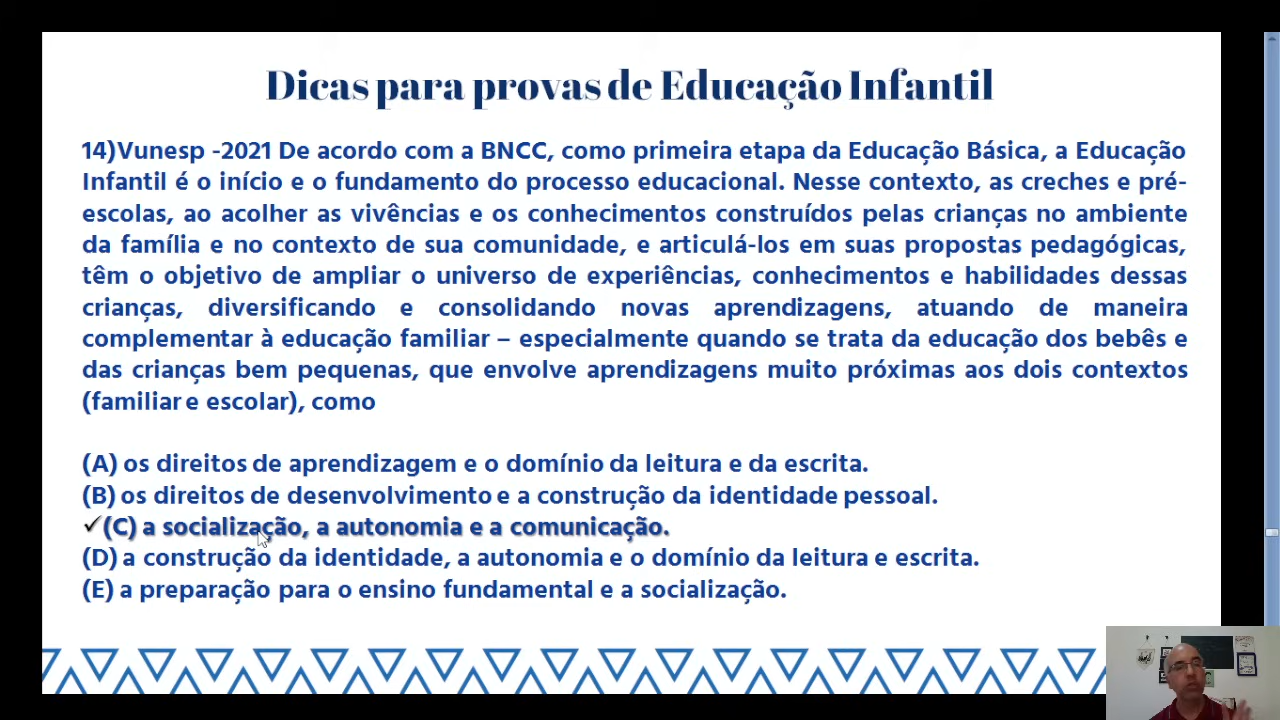 Dicas para provas de Educação Infantil
14)Vunesp -2021 De acordo com a BNCC, como primeira etapa da Educação Básica, a Educação
Infantil é o início e o fundamento do processo educacional. Nesse contexto, as creches e pré-
escolas, ao acolher as vivências e os conhecimentos construídos pelas crianças no ambiente
da família e no contexto de sua comunidade, e articulá-los em suas propostas pedagógicas,
têm o objetivo de ampliar o universo de experiências, conhecimentos e habilidades dessas
crianças, diversificando e consolidando novas aprendizagens, atuando de maneira
complementar à educação familiar – especialmente quando se trata da educação dos bebês e
das crianças bem pequenas, que envolve aprendizagens muito próximas aos dois contextos
(familiar e escolar), como
(A) os direitos de aprendizagem e o domínio da leitura e da escrita.
(B) os direitos de desenvolvimento e a construção da identidade pessoal.
✓(C) a socialização, a autonomia e a comunicação.
(D) a construção da identidade, a autonomia e o domínio da leitura e escrita.
(E) a preparação para o ensino fundamental e a socialização.